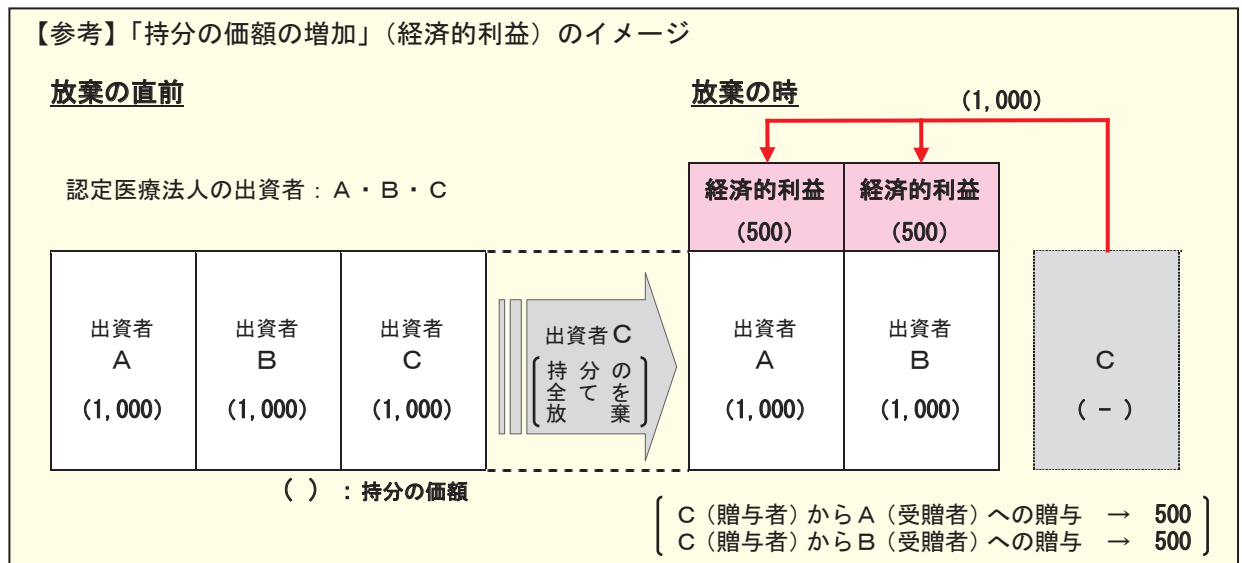 【参考】「持分の価額の増加」(経済的利益)のイメージ
放棄の直前
放棄の時
(1,000)
認定医療法人の出資者:A・B・C
経済的利益
(500)
経済的利益
(500)
出資者
A
(1,000)
出資者
B
(1,000)
出資者
C
(1,000)
出資者C
持分の
全てを
放棄
出資者
A
(1,000)
出資者
B
(1,000)
C
(-)
( ):持分の価額
C(贈与者)からA(受贈者)への贈与 → 500
C(贈与者)からB(受贈者)への贈与 → 500